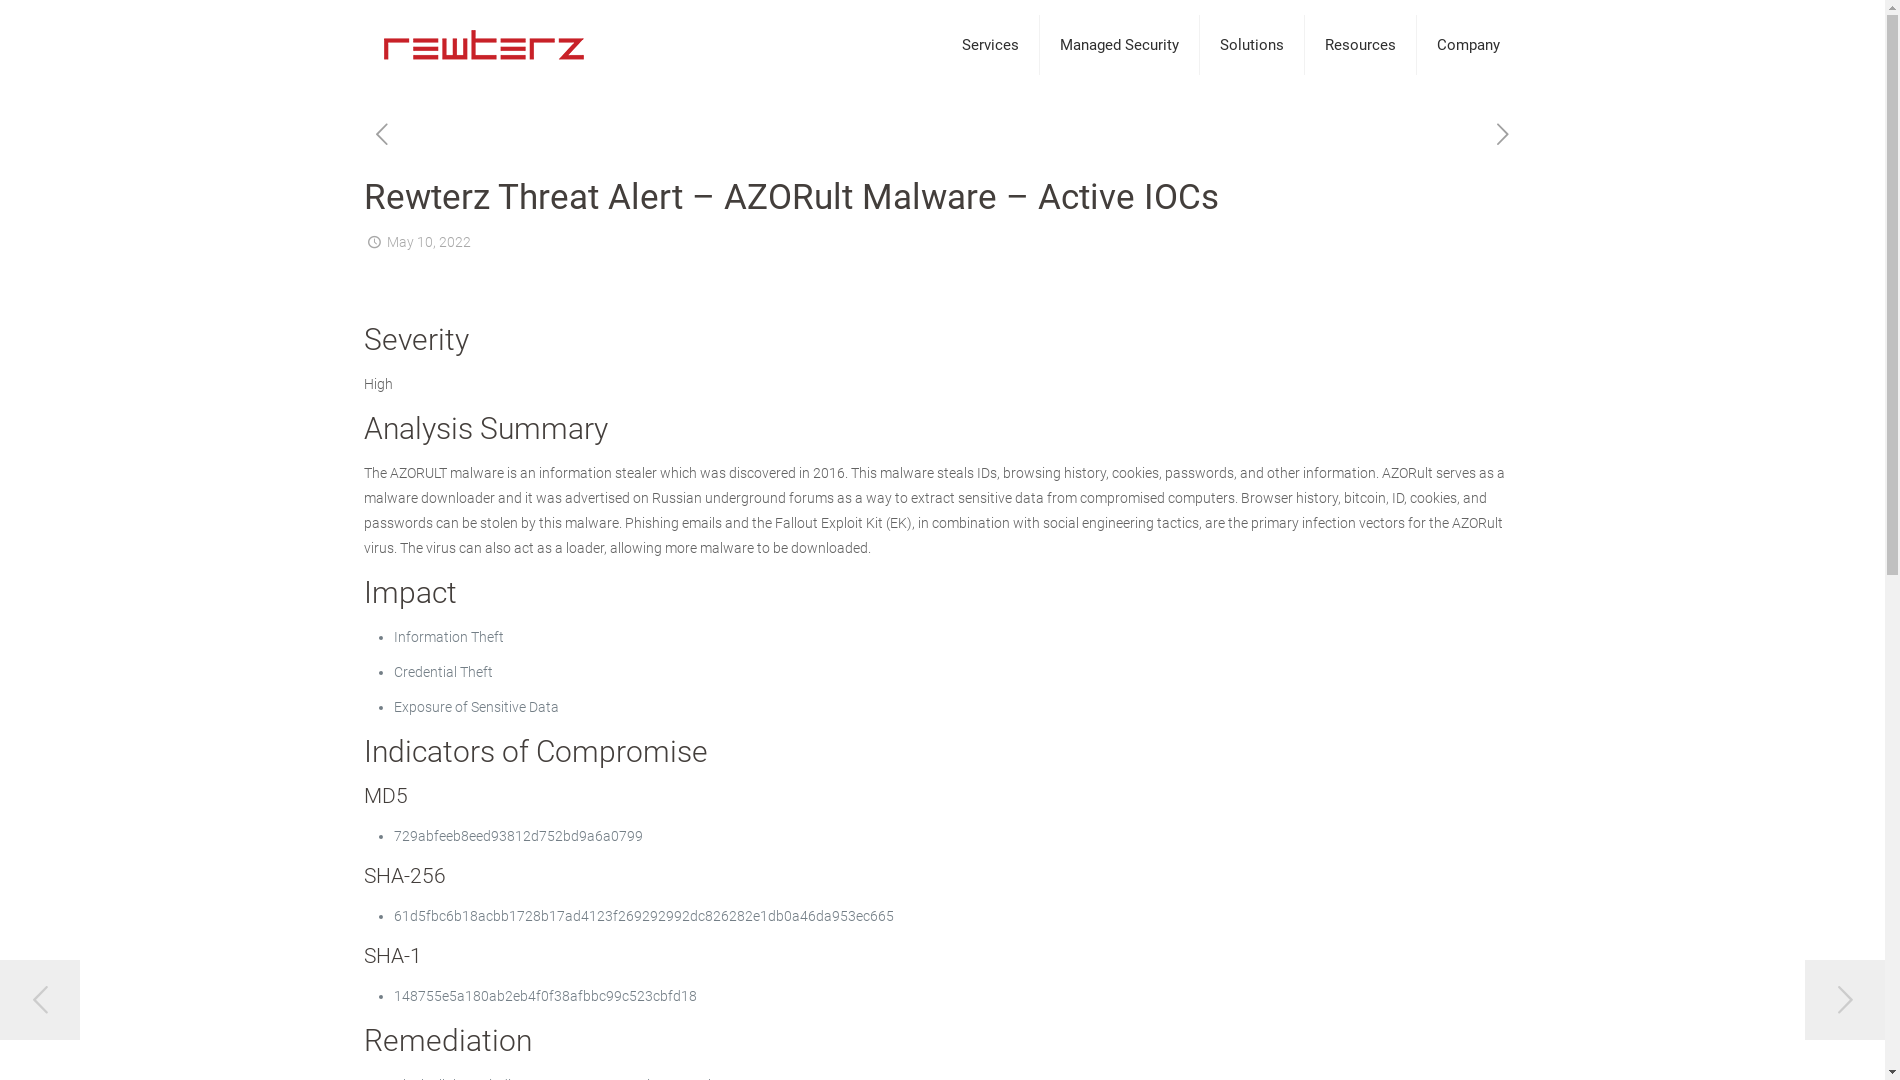 rewterz
Services
Managed Security
Solutions
Resources
Company
Rewterz Threat Alert – AZORult Malware – Active IOCs
May 10, 2022
Severity
High
Analysis Summary
The AZORULT malware is an information stealer which was discovered in 2016. This malware steals IDs, browsing history, cookies, passwords, and other information. AZORult serves as a
malware downloader and it was advertised on Russian underground forums as a way to extract sensitive data from compromised computers. Browser history, bitcoin, ID, cookies, and
passwords can be stolen by this malware. Phishing emails and the Fallout Exploit Kit (EK), in combination with social engineering tactics, are the primary infection vectors for the AZORult
virus. The virus can also act as a loader, allowing more malware to be downloaded.
Impact
Information Theft
Credential Theft
Exposure of Sensitive Data
Indicators of Compromise
MD5
729abfeeb8eed93812d752bd9a6a0799
SHA-256
61d5fbc6b18acbb1728b17ad4123f269292992dc826282e1db0a46da953ec665
SHA-1
148755e5a180ab2eb4f0f38afbbc99c523cbfd18
Remediation